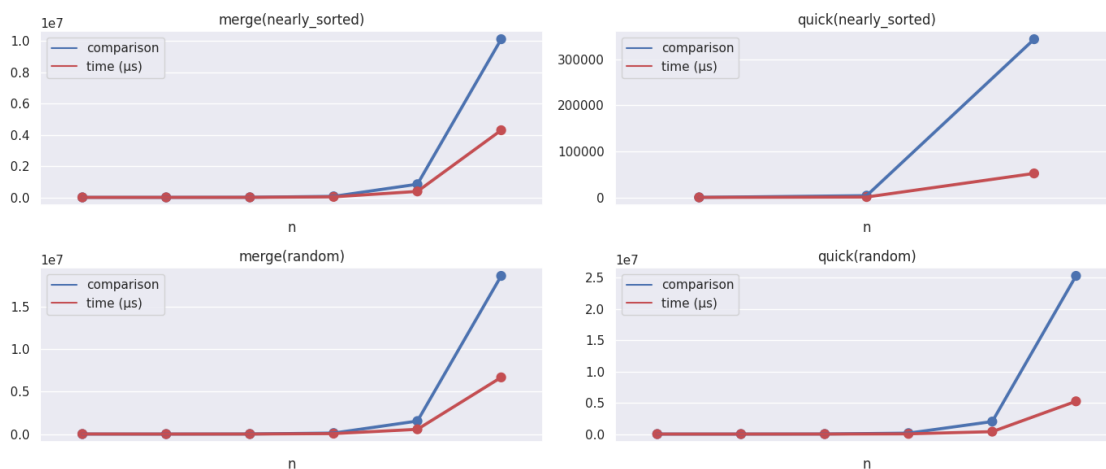 merge(nearly_sorted)
1e7
comparison
time (μs)
1.0
0.8
0.6
0.4
0.2
0.0
n
quick(nearly_sorted)
comparison
time (μs)
300000
200000
100000
0
n
merge(random)
1e7
comparison
time (μs)
1.5
1.0
0.5
0.0
n
quick(random)
1e7
comparison
time (μs)
2.5
2.0
1.5
1.0
0.5
0.0
n